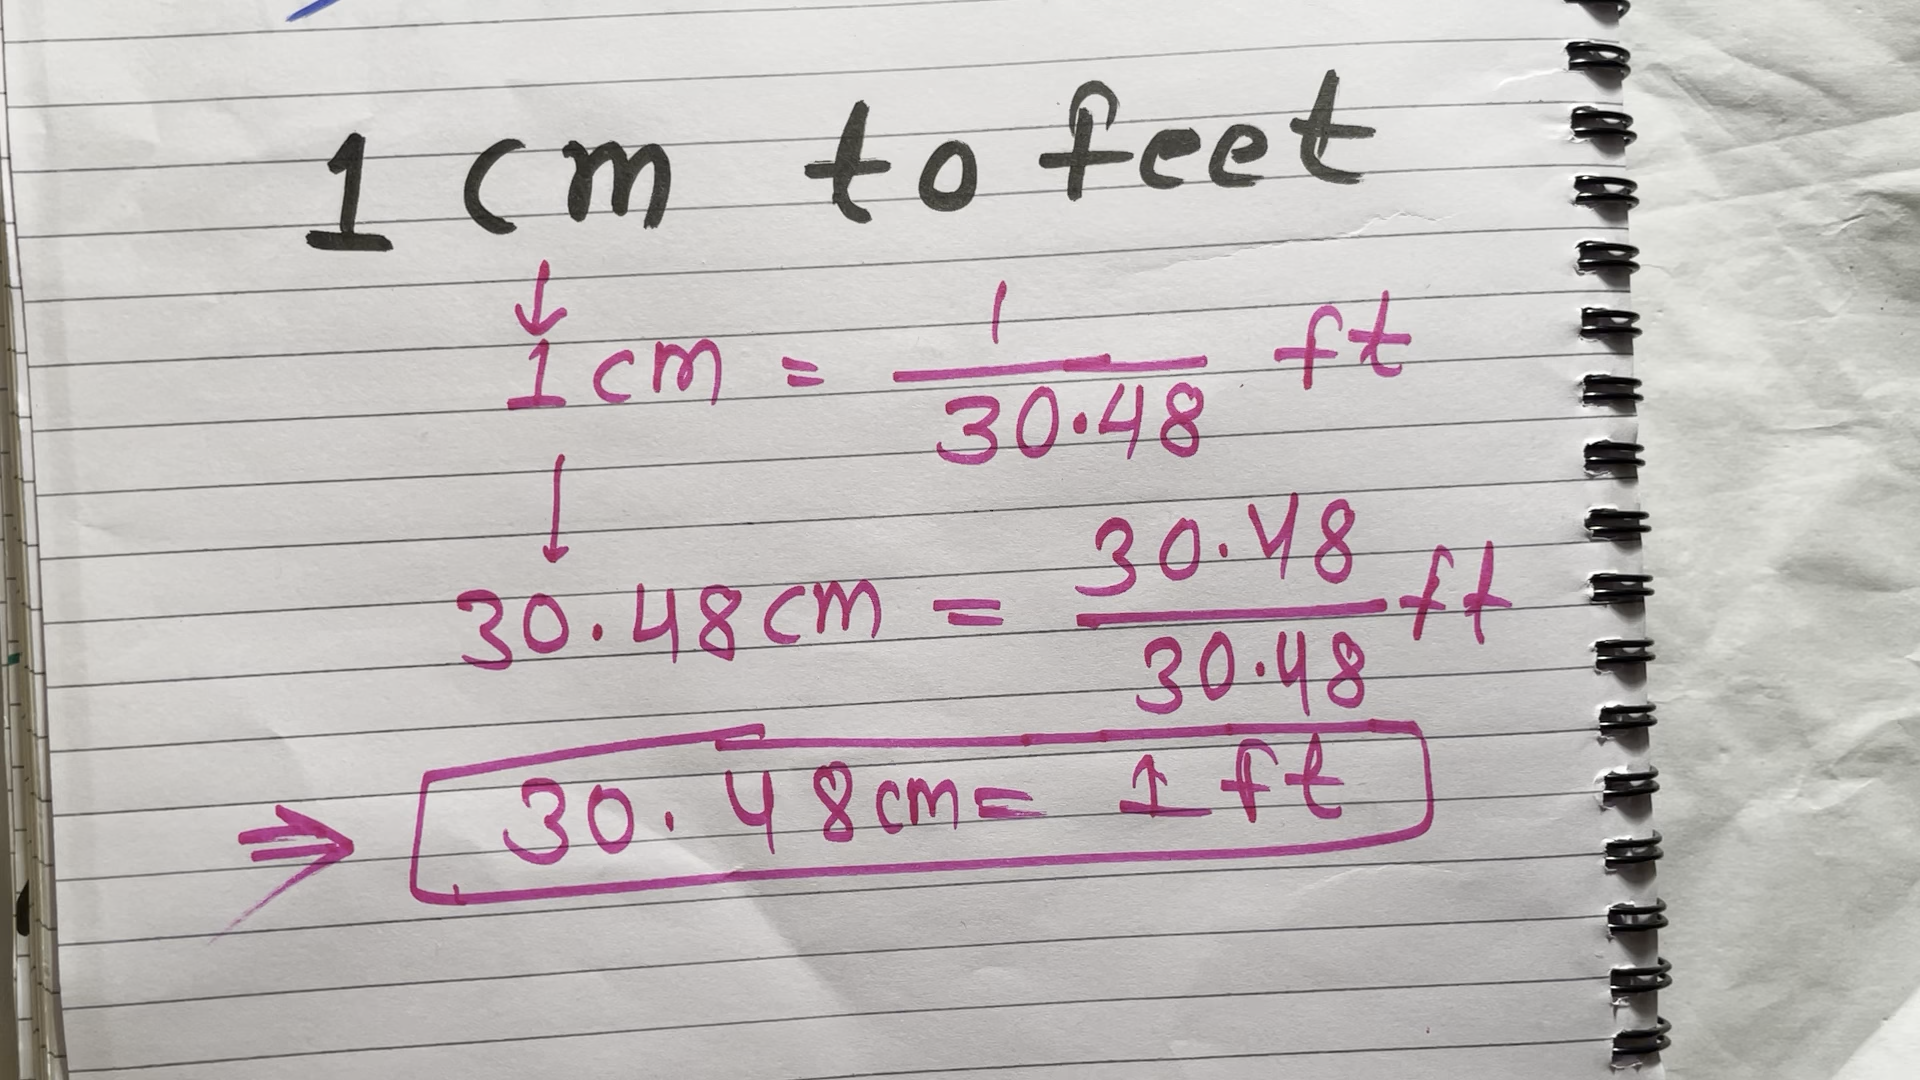 1 cm to feet
↓
1 cm = 1/30.48 ft
↓
30.48 cm = 30.48/30.48 ft
⇒ 30.48 cm = 1 ft